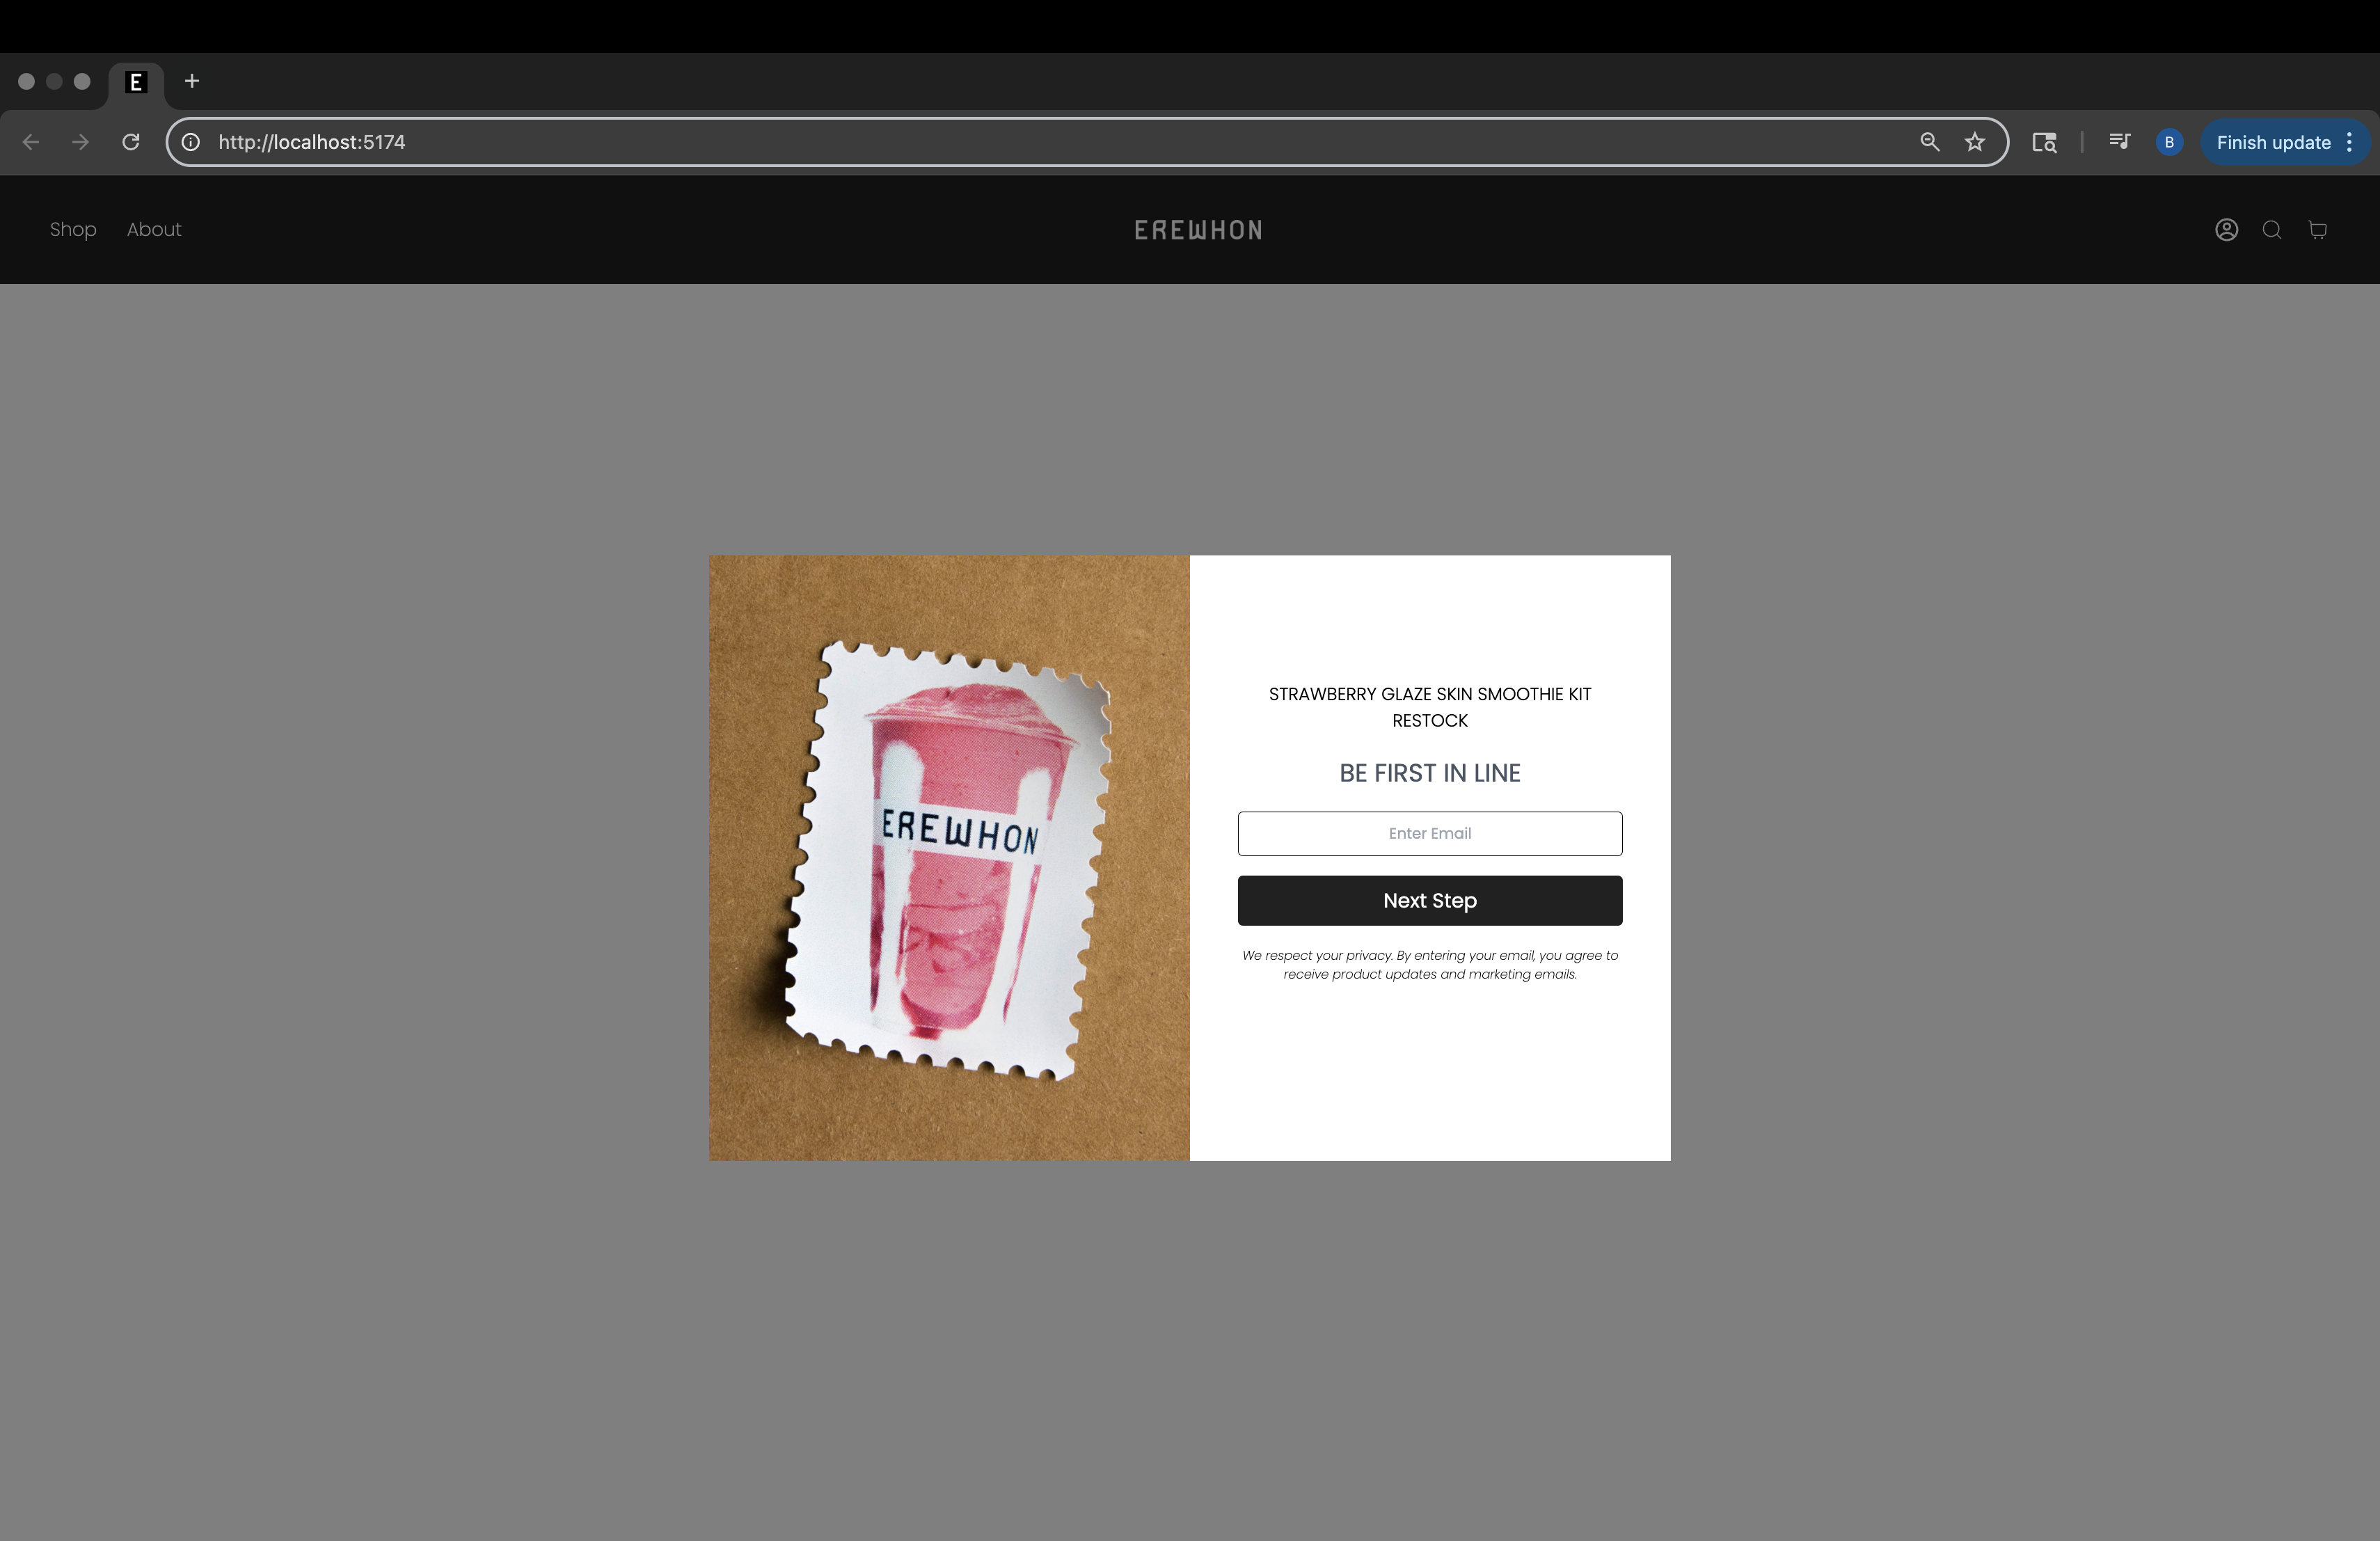 E
http://localhost:5174
B
Finish update
Shop
About
EREWHON
EREWHON
STRAWBERRY GLAZE SKIN SMOOTHIE KIT
RESTOCK
BE FIRST IN LINE
Enter Email
Next Step
We respect your privacy. By entering your email, you agree to
receive product updates and marketing emails.